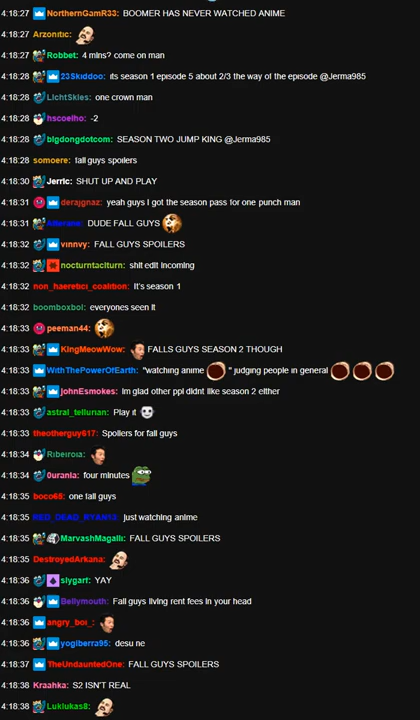 4:18:27 NorthernGamR33: BOOMER HAS NEVER WATCHED ANIME
4:18:27 Arzonitic:
4:18:27 Robbet: 4 mins? come on man
4:18:28 23Skiddoo: its season 1 episode 5 about 2/3 the way of the episode @Jerma985
4:18:28 LichtSkies: one crown man
4:18:28 hscoelho: -2
4:18:28 bigdongdotcom: SEASON TWO JUMP KING @Jerma985
4:18:28 somoere: fall guys spoilers
4:18:30 Jerric: SHUT UP AND PLAY
4:18:31 derajgnaz: yeah guys I got the season pass for one punch man
4:18:31 DUDE FALL GUYS
4:18:32 vinnvy: FALL GUYS SPOILERS
4:18:32 nocturntaciturn: shit edit incoming
4:18:32 non_haeretici_coalition: It's season 1
4:18:32 boomboxboi: everyones seen it
4:18:33 peeman44:
4:18:33 KingMeowWow: FALLS GUYS SEASON 2 THOUGH
4:18:33 WithThePowerOfEarth: "watching anime " judging people in general
4:18:33 johnEsmokes: Im glad other ppl didnt like season 2 either
4:18:33 astral_tellurian: Play it
4:18:33 theotherguy617: Spoilers for fall guys
4:18:34 Ribeiroia:
4:18:34 0urania: four minutes
4:18:35 boco65: one fall guys
4:18:35 RED_DEAD_RYAN12: just watching anime
4:18:35 MarvashMagalli: FALL GUYS SPOILERS
4:18:35 DestroyedArkana:
4:18:36 slygarf: YAY
4:18:36 Bellymouth: Fall guys living rent fees in your head
4:18:36 angry_boi_:
4:18:36 yogiberra95: desu ne
4:18:37 TheUndauntedOne: FALL GUYS SPOILERS
4:18:38 Kraahka: S2 ISN'T REAL
4:18:38 Luklukas8: